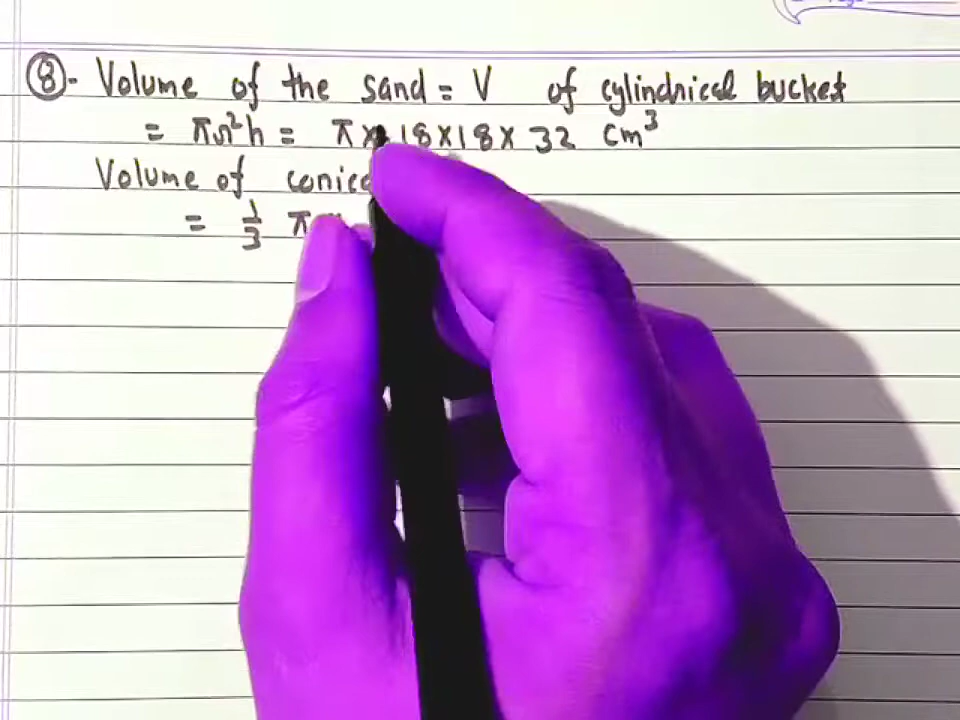 ⑧- Volume of the sand = V of cylindrical bucket
= πr²h = π× 18×18× 32 cm³
Volume of conic
= 1/3 π